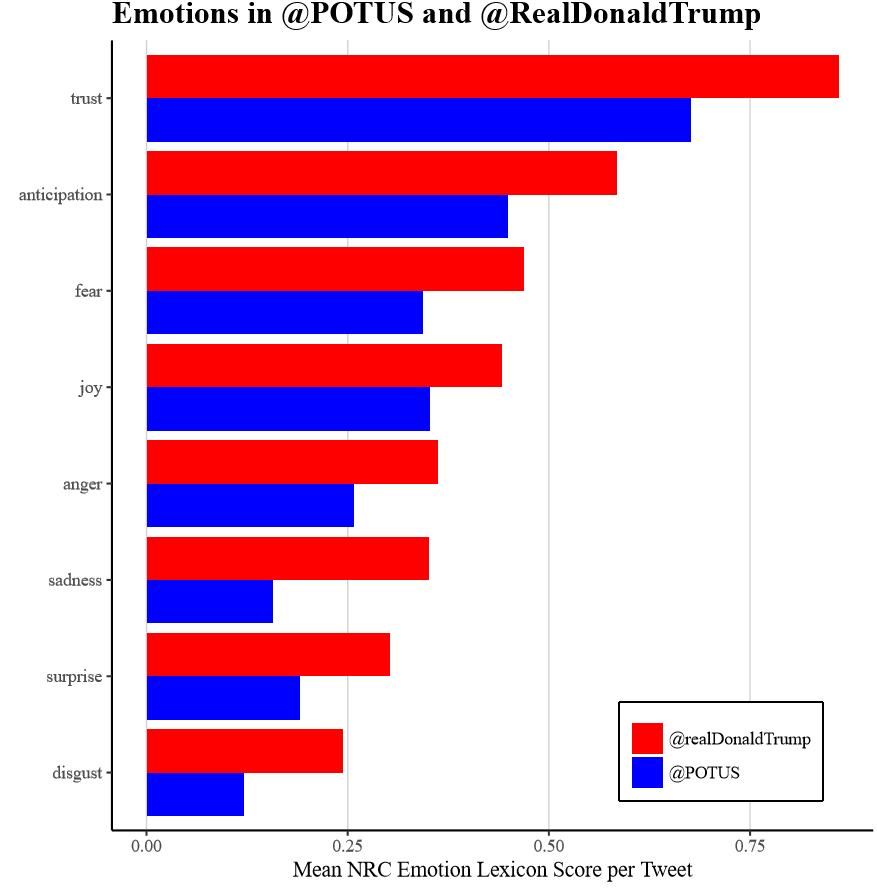 Emotions in @POTUS and @RealDonaldTrump
trust
anticipation
fear
joy
anger
sadness
surprise
disgust
@realDonaldTrump
@POTUS
0.00 0.25 0.50 0.75
Mean NRC Emotion Lexicon Score per Tweet